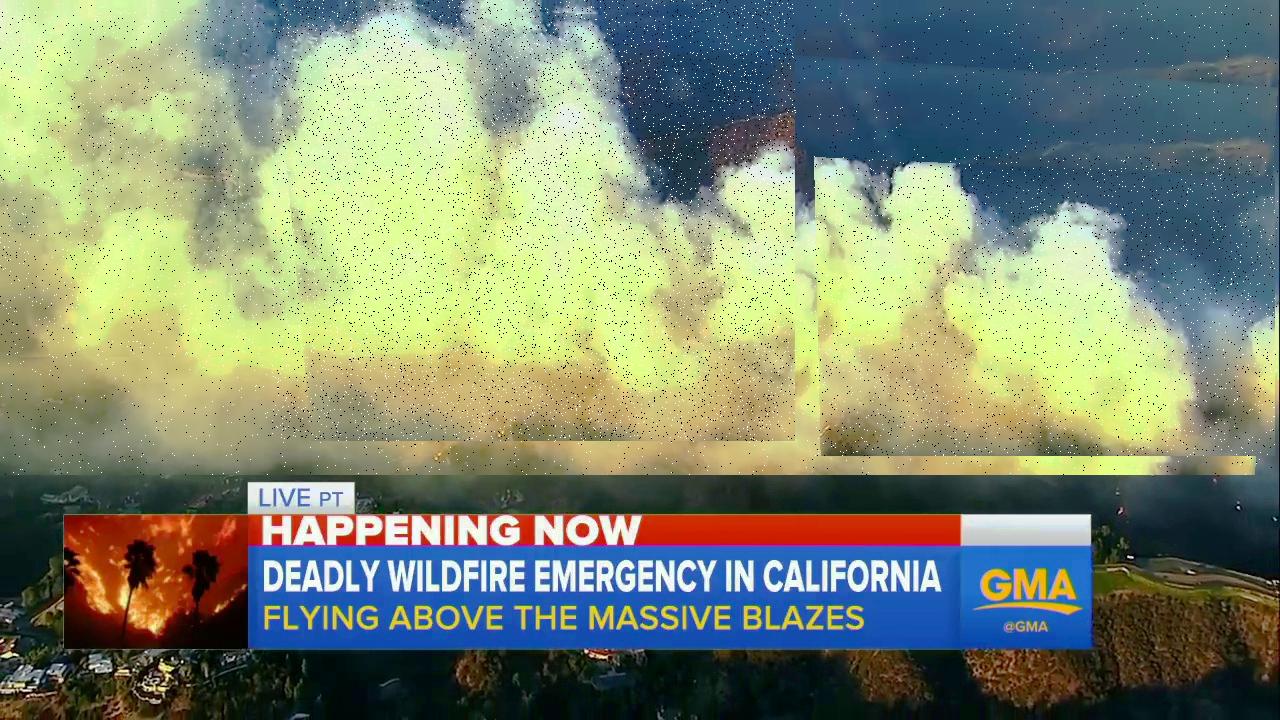 LIVE PT
HAPPENING NOW
DEADLY WILDFIRE EMERGENCY IN CALIFORNIA
FLYING ABOVE THE MASSIVE BLAZES
GMA
@GMA